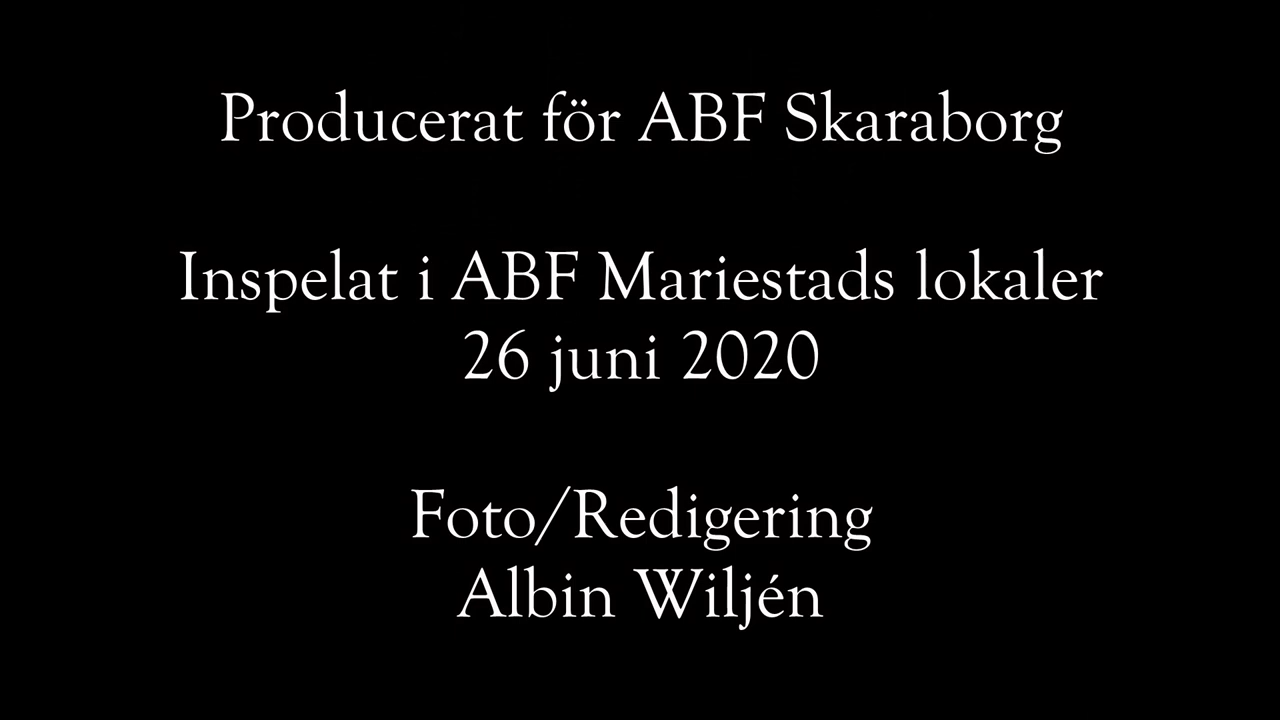 Producerat för ABF Skaraborg
Inspelat i ABF Mariestads lokaler
26 juni 2020
Foto/Redigering
Albin Wiljén